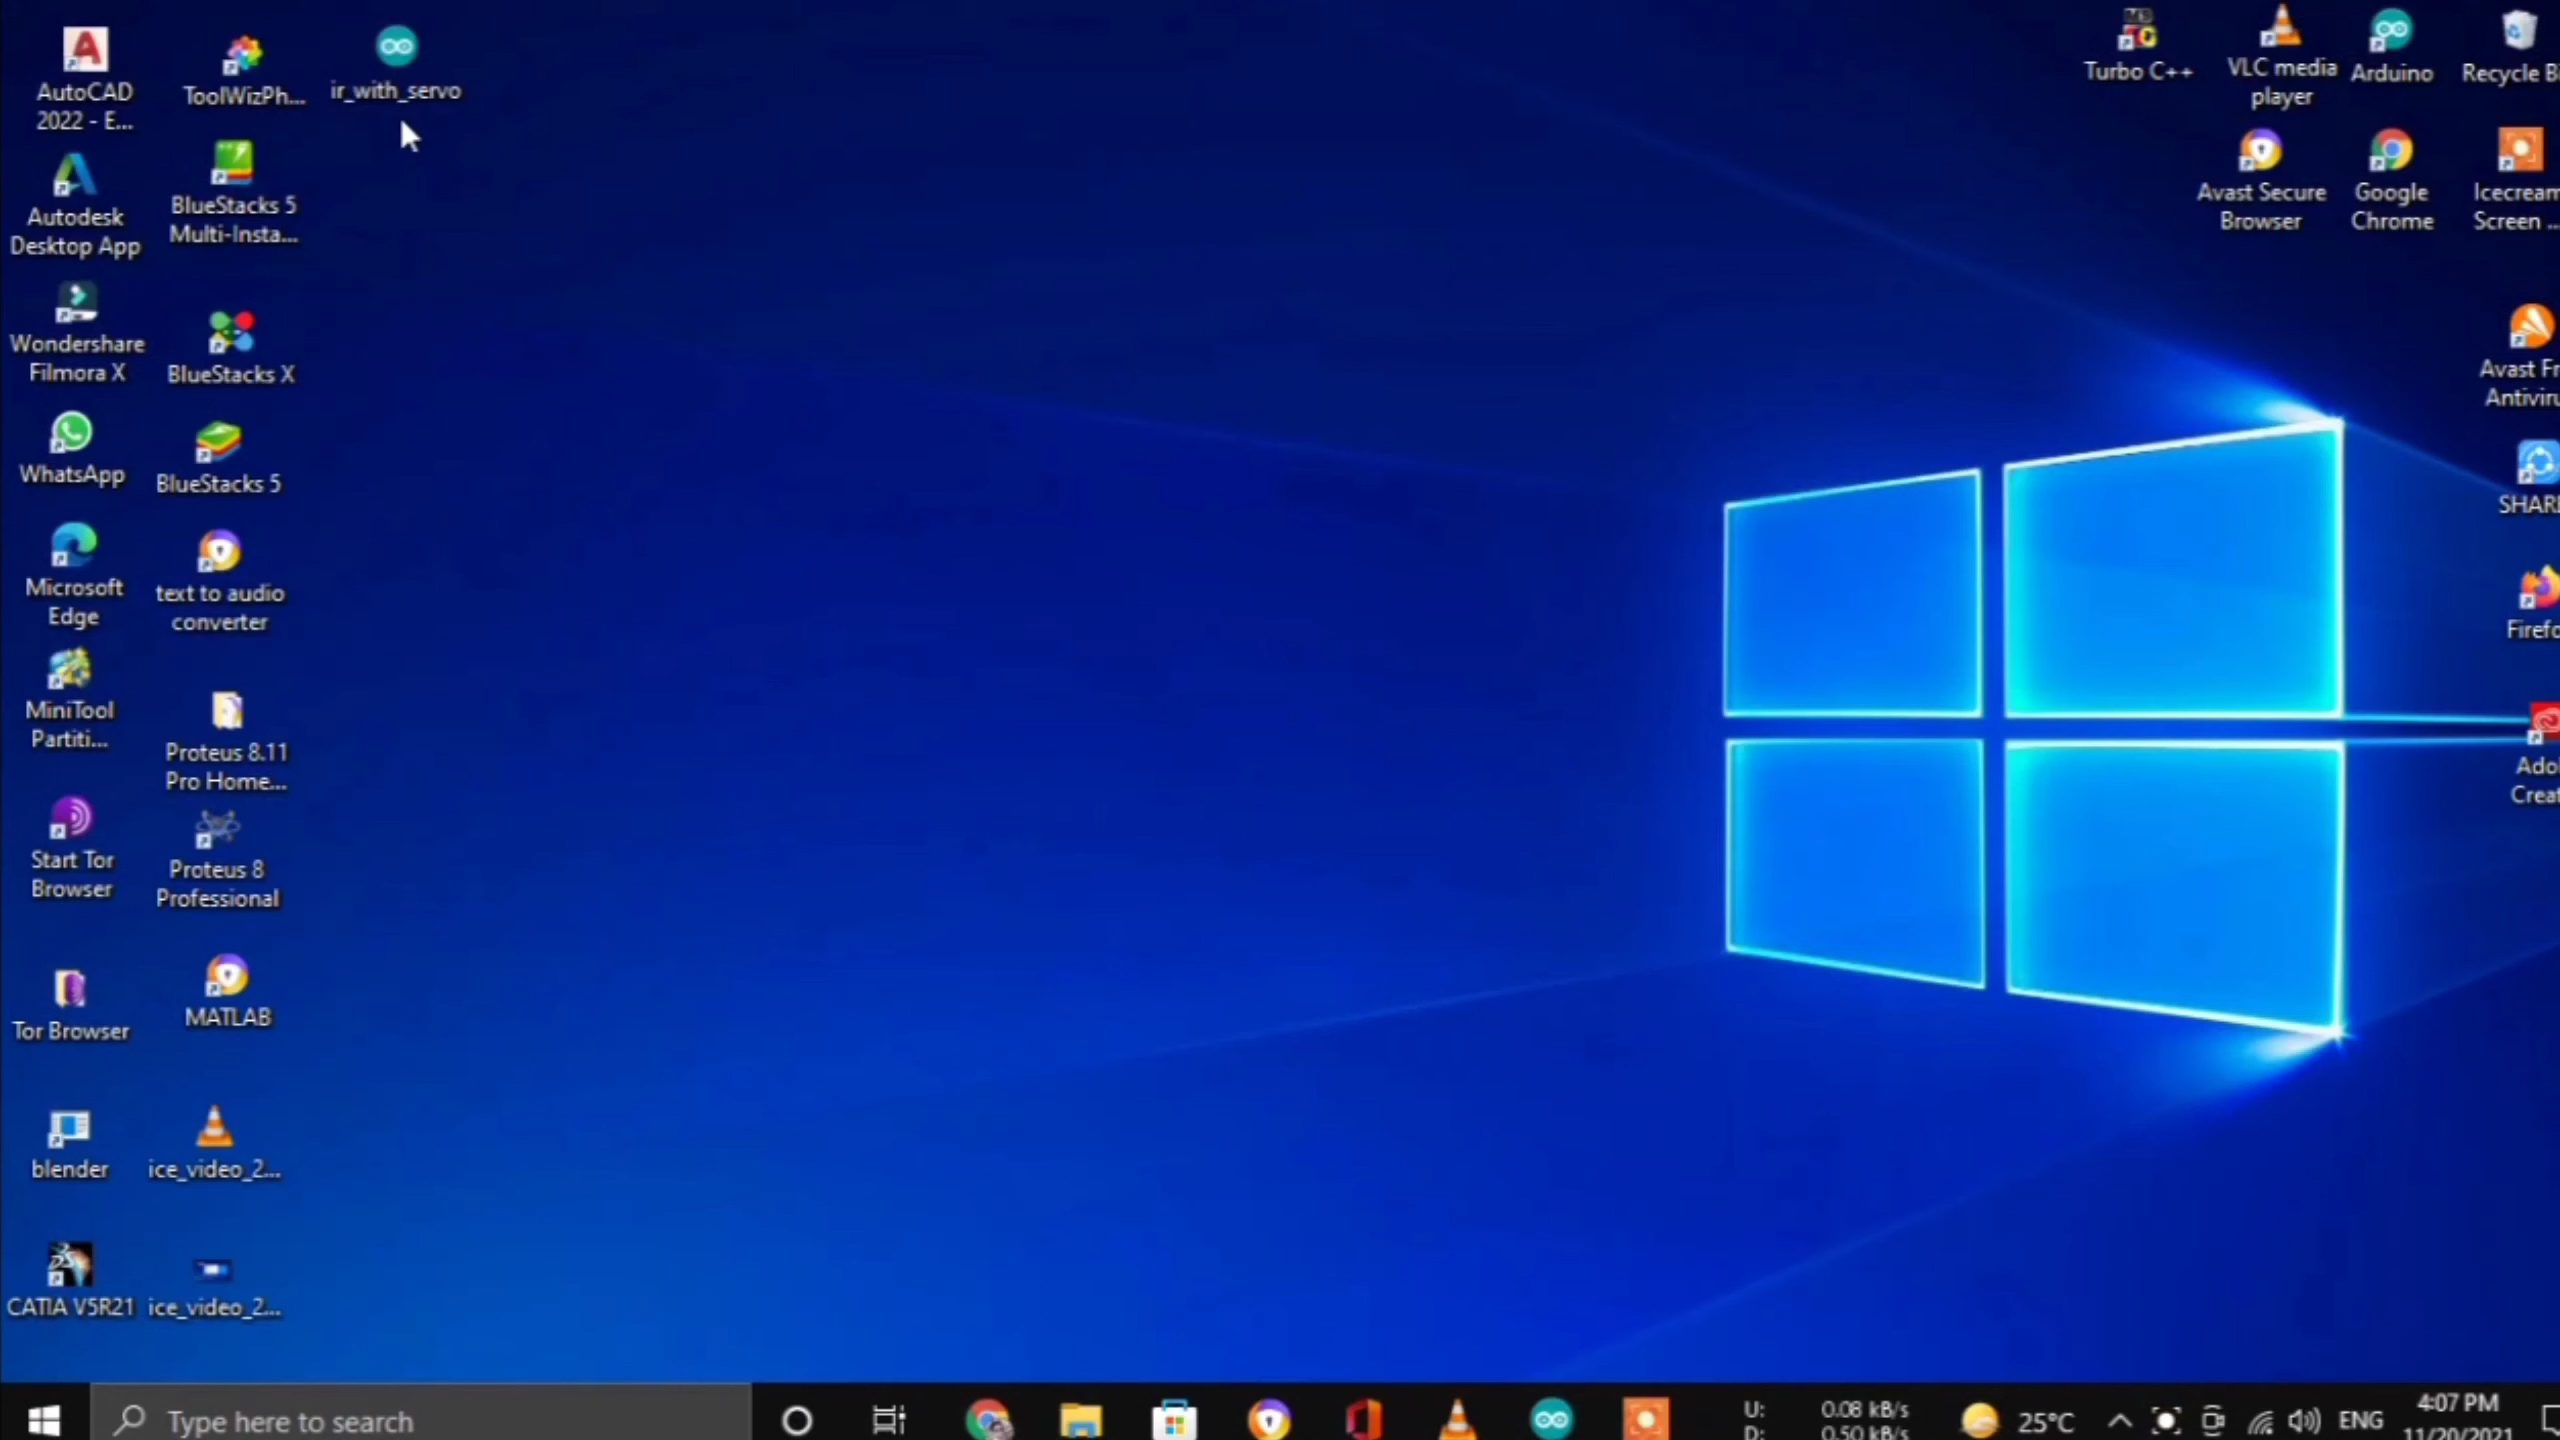 AutoCAD
2022 - E...
ToolWizPh...
ir_with_servo
Autodesk
Desktop App
BlueStacks 5
Multi-Insta...
Wondershare
Filmora X
BlueStacks X
WhatsApp
BlueStacks 5
Microsoft
Edge
text to audio
converter
MiniTool
Partiti...
Proteus 8.11
Pro Home...
Start Tor
Browser
Proteus 8
Professional
Tor Browser
MATLAB
blender
ice_video_2...
CATIA V5R21
ice_video_2...
Turbo C++
VLC media
player
Arduino
Recycle Bi
Avast Secure
Browser
Google
Chrome
Icecream
Screen ...
Avast Fr
Antiviru
SHARE
Firefo
Ado
Creat
Type here to search
U: 0.08 kB/s
D: 0.50 kB/s
25°C
ENG
4:07 PM
11/20/2021